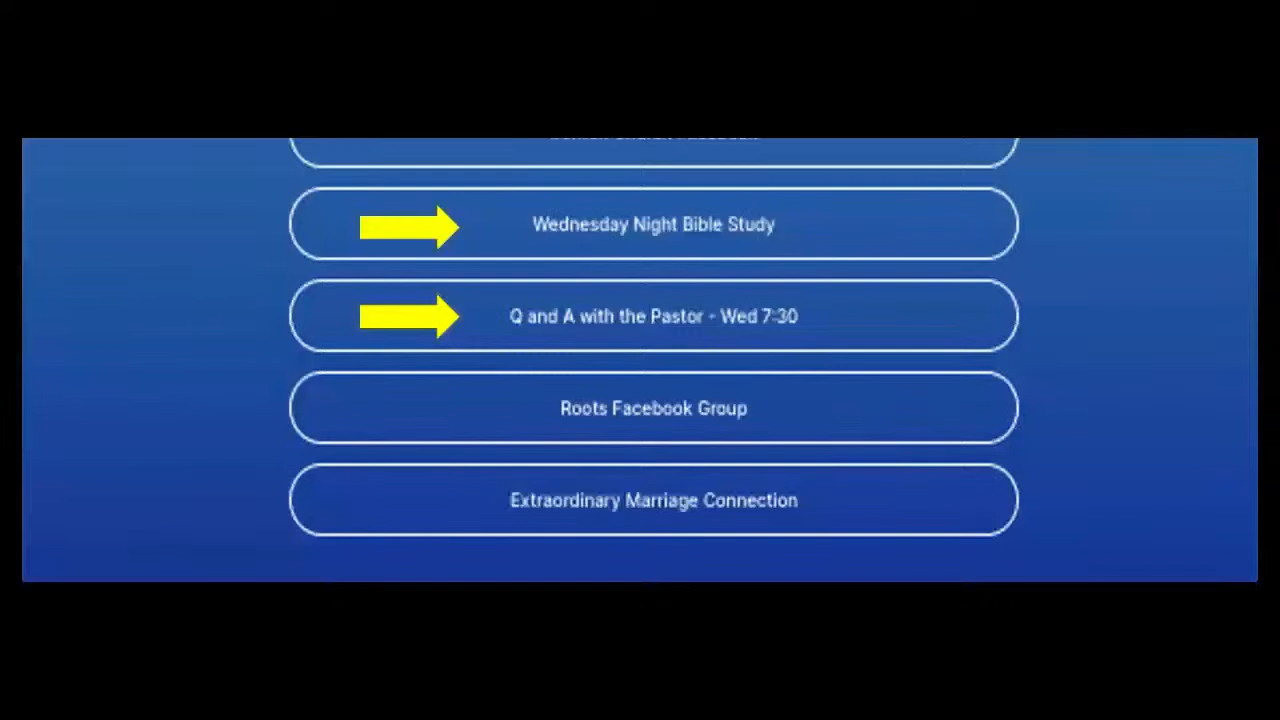 Wednesday Night Bible Study
Q and A with the Pastor - Wed 7:30
Roots Facebook Group
Extraordinary Marriage Connection